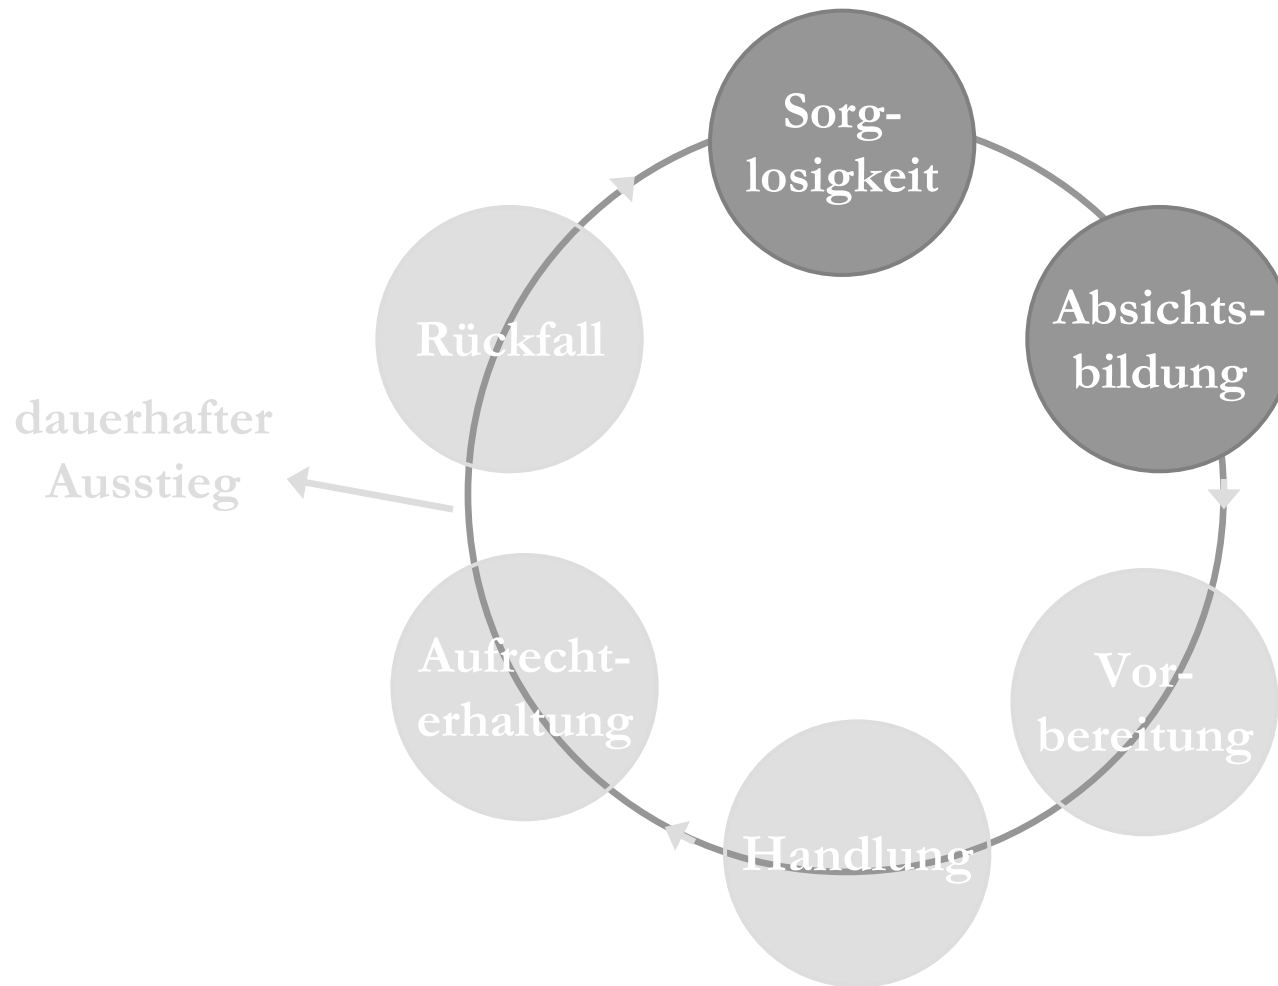 Sorg-
losigkeit
Absichts-
bildung
Vor-
bereitung
Handlung
Aufrecht-
erhaltung
dauerhafter
Ausstieg
Rückfall